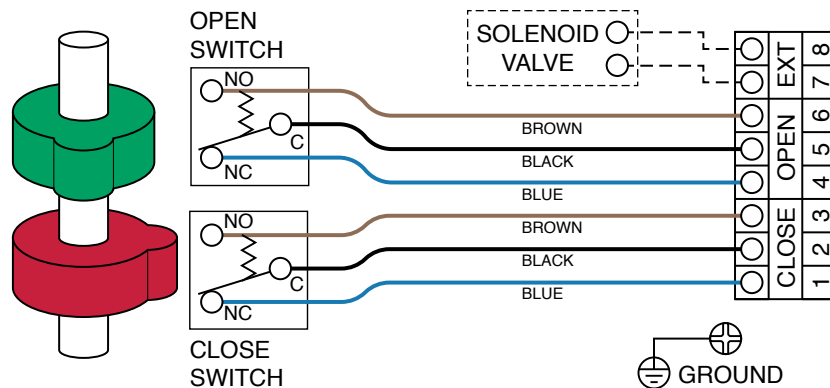 OPEN
SWITCH
NO
C
NC
BROWN
BLACK
BLUE
SOLENOID
VALVE
EXT
8
7
OPEN
6
5
4
CLOSE
3
2
1
NO
C
NC
BROWN
BLACK
BLUE
CLOSE
SWITCH
GROUND